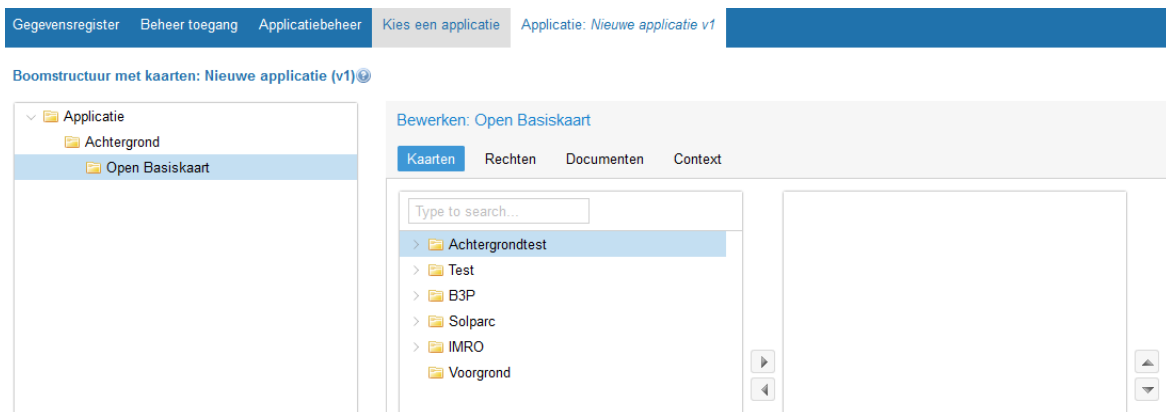 Gegevensregister Beheer toegang Applicatiebeheer Kies een applicatie Applicatie: Nieuwe applicatie v1
Boomstructuur met kaarten: Nieuwe applicatie (v1)
Applicatie
Achtergrond
Open Basiskaart
Bewerken: Open Basiskaart
Kaarten Rechten Documenten Context
Type to search...
Achtergrondtest
Test
B3P
Solparc
IMRO
Voorgrond